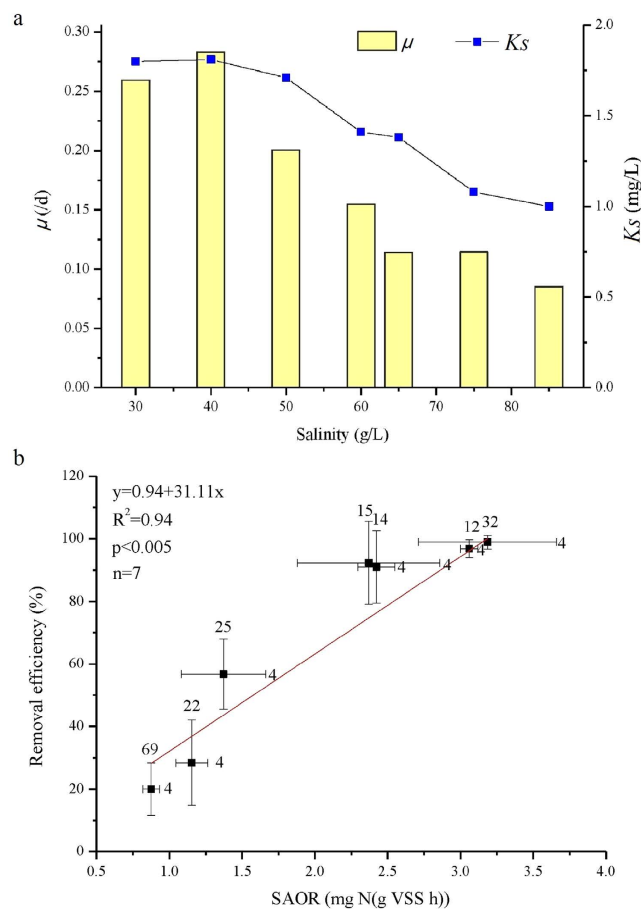 a
μ
Ks
0.30
0.25
0.20
0.15
0.10
0.05
0.00
μ(/d)
2.0
1.5
1.0
0.5
0.0
Ks (mg/L)
30 40 50 60 70 80
Salinity (g/L)
b
y=0.94+31.11x
R²=0.94
p<0.005
n=7
120
100
80
60
40
20
0
Removal efficiency (%)
15 14
12 32
4 4
4 4
25
4
22
4
69
4
0.5 1.0 1.5 2.0 2.5 3.0 3.5 4.0
SAOR (mg N(g VSS h))